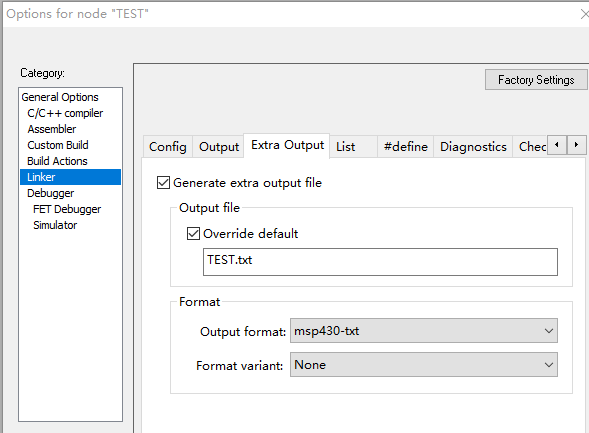 Options for node "TEST"
Category:
Factory Settings
General Options
C/C++ compiler
Assembler
Custom Build
Build Actions
Linker
Debugger
FET Debugger
Simulator
Config Output Extra Output List #define Diagnostics Chec
Generate extra output file
Output file
Override default
TEST.txt
Format
Output format: msp430-txt
Format variant: None